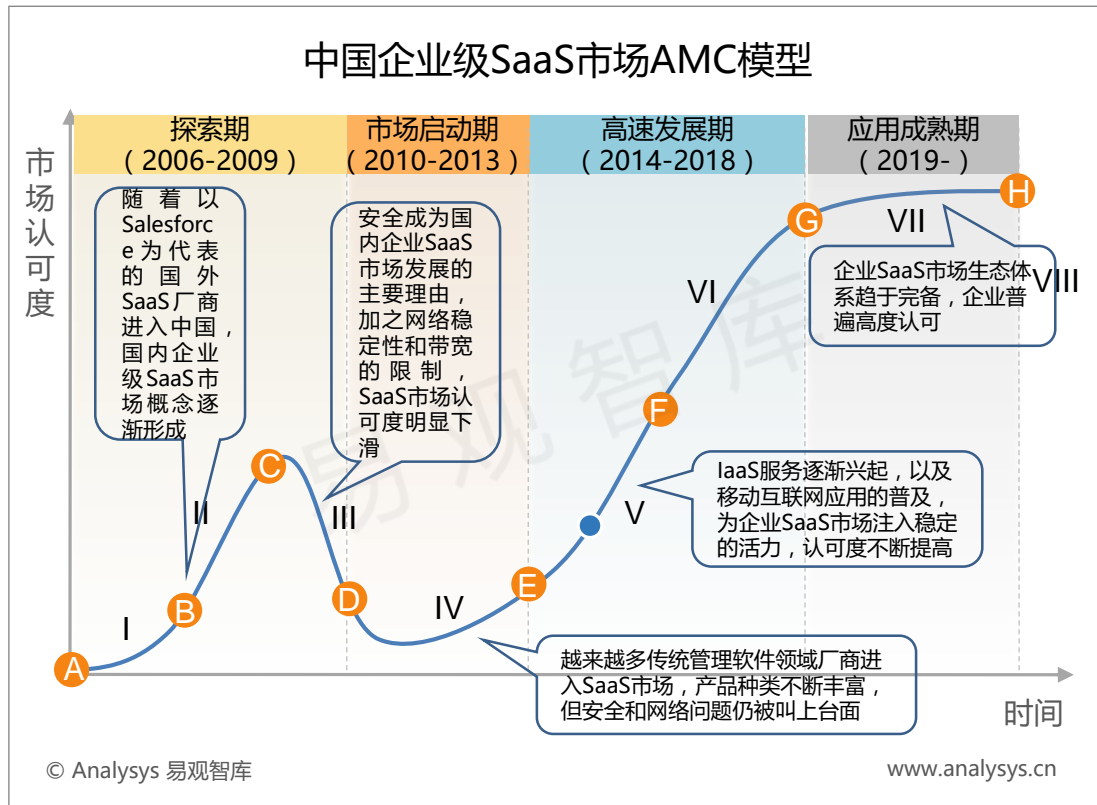 中国企业级SaaS市场AMC模型
市场认可度
探索期
（2006-2009）
市场启动期
（2010-2013）
高速发展期
（2014-2018）
应用成熟期
（2019-）
随着以
Salesforc
e为代表
的国外
SaaS厂商
进入中国，
国内企业
级SaaS市
场概念逐
渐形成
安全成为国
内企业SaaS
市场发展的
主要理由，
加之网络稳
定性和带宽
的限制，
SaaS市场认
可度明显下
滑
企业SaaS市场生态体
系趋于完备，企业普
遍高度认可
IaaS服务逐渐兴起，以及
移动互联网应用的普及，
为企业SaaS市场注入稳定
的活力，认可度不断提高
越来越多传统管理软件领域厂商进
入SaaS市场，产品种类不断丰富，
但安全和网络问题仍被叫上台面
A
I
B
II
C
III
D
IV
E
V
F
VI
G
VII
H
VIII
时间
易观智库
© Analysys 易观智库
www.analysys.cn